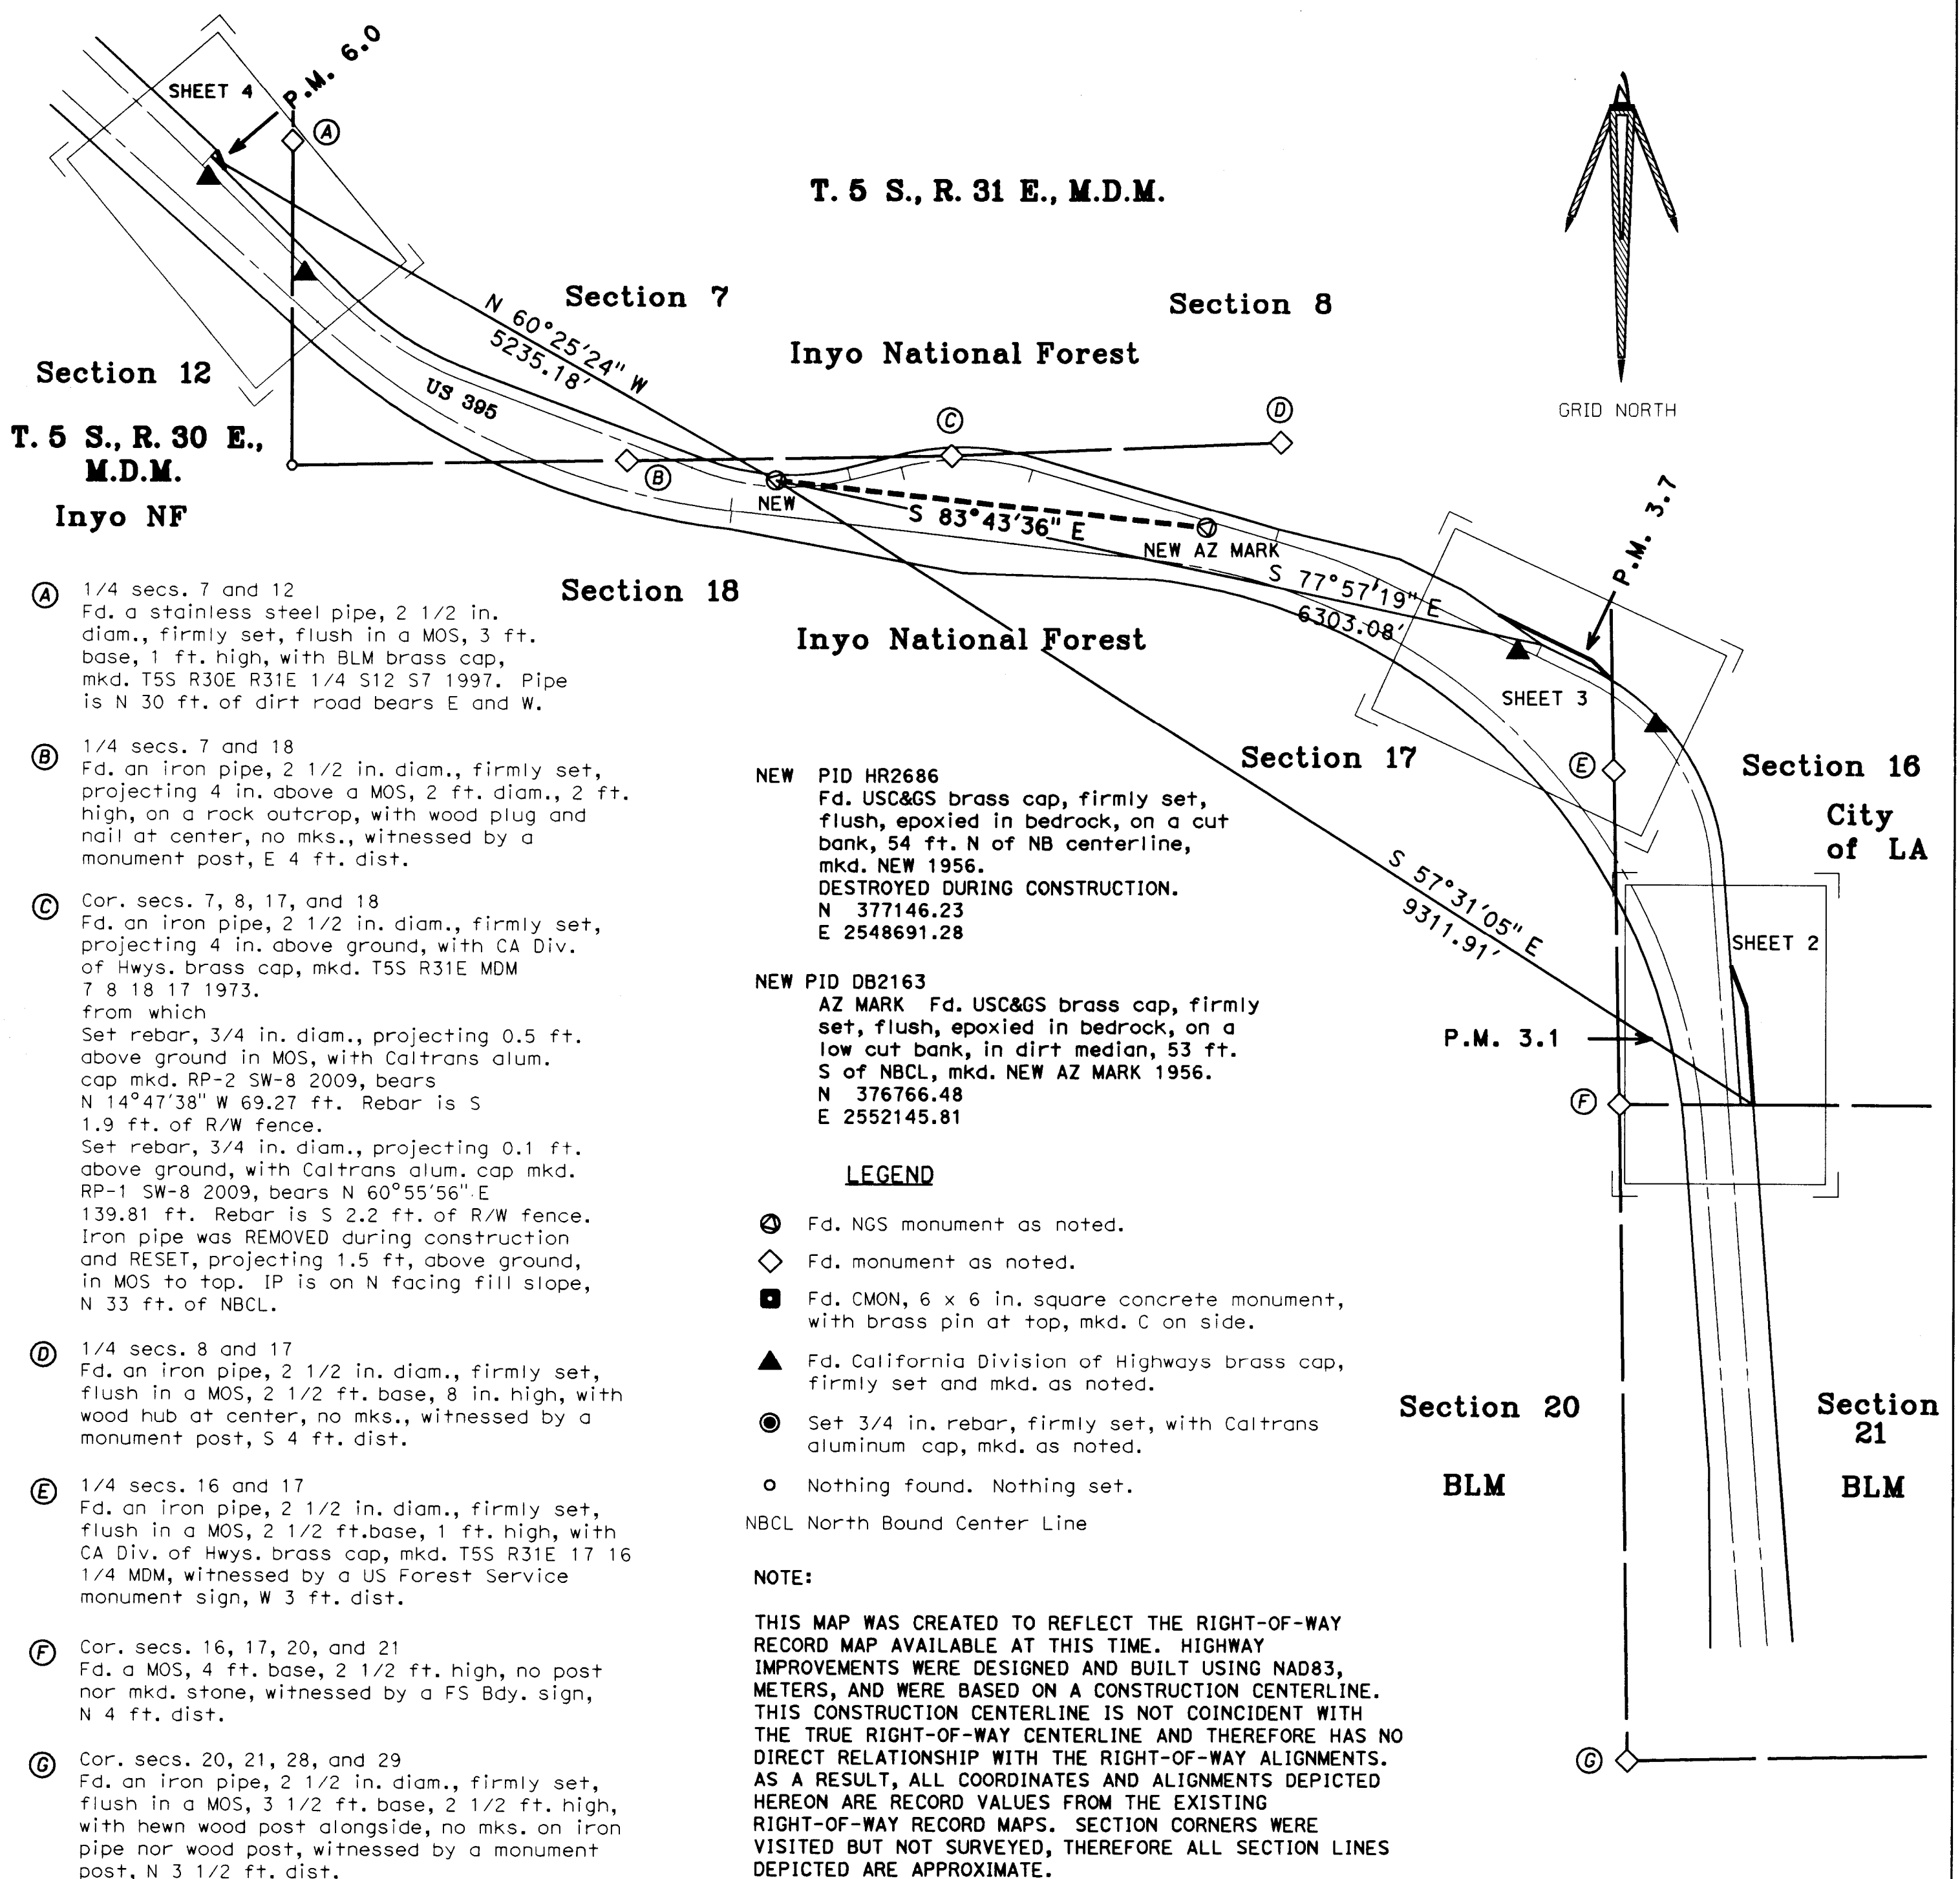 SHEET 4
P.M. 6.0
A
T. 5 S., R. 31 E., M.D.M.
Section 7
Section 8
N 60°25'24" W
5235.18'
Inyo National Forest
Section 12
US 395
C
D
GRID NORTH
T. 5 S., R. 30 E.,
M.D.M.
Inyo NF
B
NEW
S 83°43'36" E
NEW AZ MARK
P.M. 3.7
S 77°57'19" E
6303.08'
Section 18
Inyo National Forest
SHEET 3
Section 17
E
Section 16
City
of LA
S 57°31'05" E
9311.91'
SHEET 2
P.M. 3.1
F
Section 20
Section
21
BLM
BLM
G
A 1/4 secs. 7 and 12
Fd. a stainless steel pipe, 2 1/2 in.
diam., firmly set, flush in a MOS, 3 ft.
base, 1 ft. high, with BLM brass cap,
mkd. T5S R30E R31E 1/4 S12 S7 1997. Pipe
is N 30 ft. of dirt road bears E and W.
B 1/4 secs. 7 and 18
Fd. an iron pipe, 2 1/2 in. diam., firmly set,
projecting 4 in. above a MOS, 2 ft. diam., 2 ft.
high, on a rock outcrop, with wood plug and
nail at center, no mks., witnessed by a
monument post, E 4 ft. dist.
C Cor. secs. 7, 8, 17, and 18
Fd. an iron pipe, 2 1/2 in. diam., firmly set,
projecting 4 in. above ground, with CA Div.
of Hwys. brass cap, mkd. T5S R31E MDM
7 8 18 17 1973.
from which
Set rebar, 3/4 in. diam., projecting 0.5 ft.
above ground in MOS, with Caltrans alum.
cap mkd. RP-2 SW-8 2009, bears
N 14°47'38" W 69.27 ft. Rebar is S
1.9 ft. of R/W fence.
Set rebar, 3/4 in. diam., projecting 0.1 ft.
above ground, with Caltrans alum. cap mkd.
RP-1 SW-8 2009, bears N 60°55'56" E
139.81 ft. Rebar is S 2.2 ft. of R/W fence.
Iron pipe was REMOVED during construction
and RESET, projecting 1.5 ft, above ground,
in MOS to top. IP is on N facing fill slope,
N 33 ft. of NBCL.
D 1/4 secs. 8 and 17
Fd. an iron pipe, 2 1/2 in. diam., firmly set,
flush in a MOS, 2 1/2 ft. base, 8 in. high, with
wood hub at center, no mks., witnessed by a
monument post, S 4 ft. dist.
E 1/4 secs. 16 and 17
Fd. an iron pipe, 2 1/2 in. diam., firmly set,
flush in a MOS, 2 1/2 ft.base, 1 ft. high, with
CA Div. of Hwys. brass cap, mkd. T5S R31E 17 16
1/4 MDM, witnessed by a US Forest Service
monument sign, W 3 ft. dist.
F Cor. secs. 16, 17, 20, and 21
Fd. a MOS, 4 ft. base, 2 1/2 ft. high, no post
nor mkd. stone, witnessed by a FS Bdy. sign,
N 4 ft. dist.
G Cor. secs. 20, 21, 28, and 29
Fd. an iron pipe, 2 1/2 in. diam., firmly set,
flush in a MOS, 3 1/2 ft. base, 2 1/2 ft. high,
with hewn wood post alongside, no mks. on iron
pipe nor wood post, witnessed by a monument
post, N 3 1/2 ft. dist.
NEW PID HR2686
Fd. USC&GS brass cap, firmly set,
flush, epoxied in bedrock, on a cut
bank, 54 ft. N of NB centerline,
mkd. NEW 1956.
DESTROYED DURING CONSTRUCTION.
N 377146.23
E 2548691.28
NEW PID DB2163
AZ MARK Fd. USC&GS brass cap, firmly
set, flush, epoxied in bedrock, on a
low cut bank, in dirt median, 53 ft.
S of NBCL, mkd. NEW AZ MARK 1956.
N 376766.48
E 2552145.81
LEGEND
Fd. NGS monument as noted.
Fd. monument as noted.
Fd. CMON, 6 x 6 in. square concrete monument,
with brass pin at top, mkd. C on side.
Fd. California Division of Highways brass cap,
firmly set and mkd. as noted.
Set 3/4 in. rebar, firmly set, with Caltrans
aluminum cap, mkd. as noted.
Nothing found. Nothing set.
NBCL North Bound Center Line
NOTE:
THIS MAP WAS CREATED TO REFLECT THE RIGHT-OF-WAY
RECORD MAP AVAILABLE AT THIS TIME. HIGHWAY
IMPROVEMENTS WERE DESIGNED AND BUILT USING NAD83,
METERS, AND WERE BASED ON A CONSTRUCTION CENTERLINE.
THIS CONSTRUCTION CENTERLINE IS NOT COINCIDENT WITH
THE TRUE RIGHT-OF-WAY CENTERLINE AND THEREFORE HAS NO
DIRECT RELATIONSHIP WITH THE RIGHT-OF-WAY ALIGNMENTS.
AS A RESULT, ALL COORDINATES AND ALIGNMENTS DEPICTED
HEREON ARE RECORD VALUES FROM THE EXISTING
RIGHT-OF-WAY RECORD MAPS. SECTION CORNERS WERE
VISITED BUT NOT SURVEYED, THEREFORE ALL SECTION LINES
DEPICTED ARE APPROXIMATE.